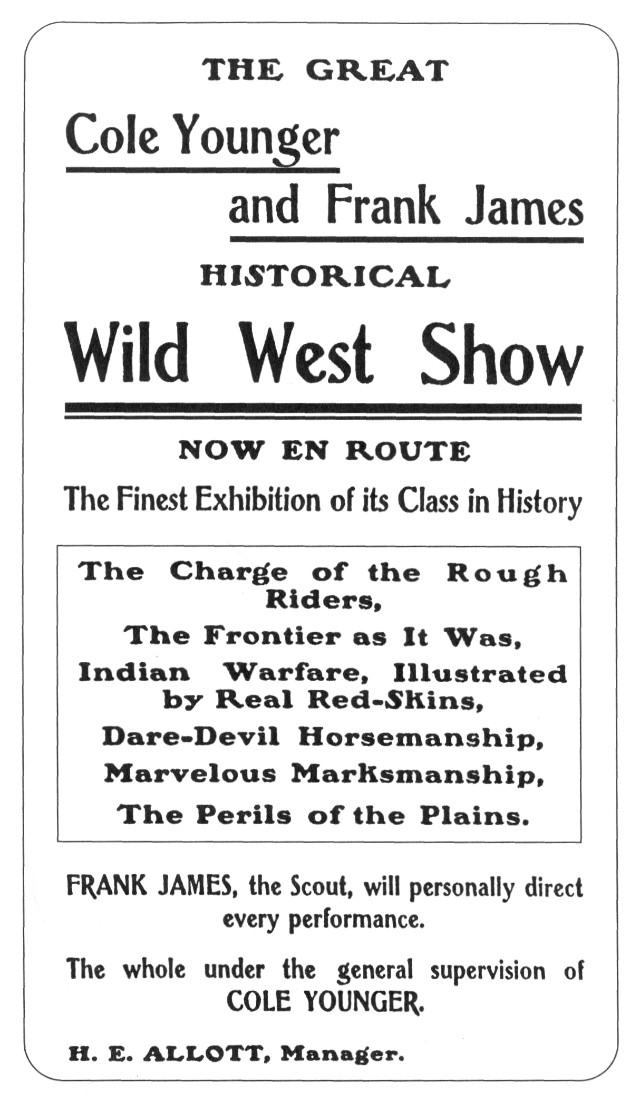 THE GREAT
Cole Younger
and Frank James
HISTORICAL
Wild West Show
NOW EN ROUTE
The Finest Exhibition of its Class in History
The Charge of the Rough
Riders,
The Frontier as It Was,
Indian Warfare, Illustrated
by Real Red-Skins,
Dare-Devil Horsemanship,
Marvelous Marksmanship,
The Perils of the Plains.
FRANK JAMES, the Scout, will personally direct
every performance.
The whole under the general supervision of
COLE YOUNGER.
H. E. ALLOTT, Manager.